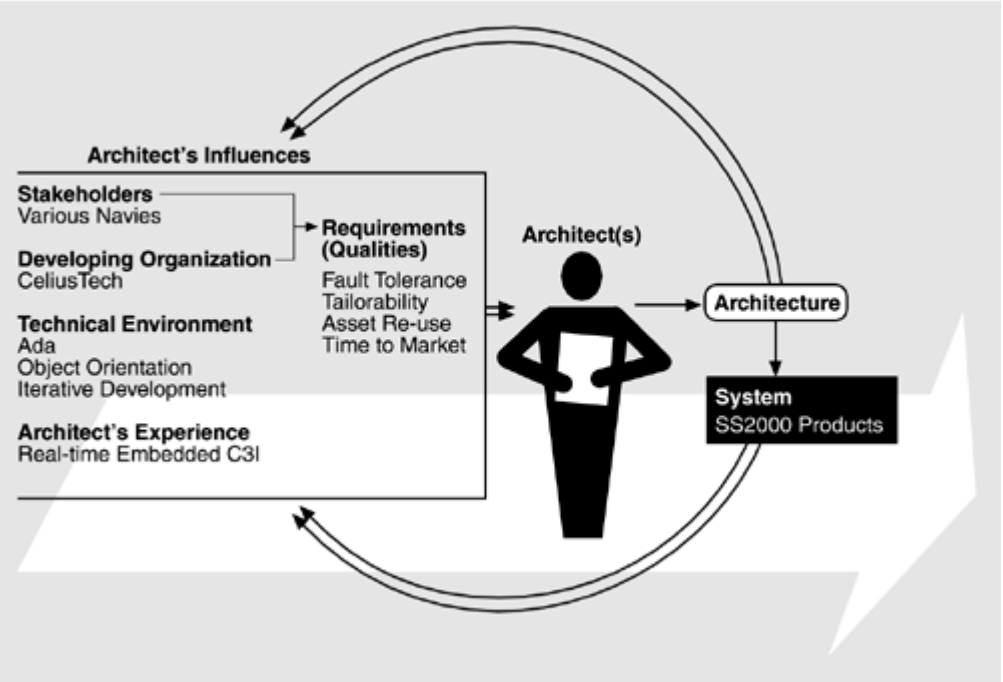 Architect's Influences
Stakeholders
Various Navies
Developing Organization
CeliusTech
Technical Environment
Ada
Object Orientation
Iterative Development
Architect's Experience
Real-time Embedded C3I
Requirements
(Qualities)
Fault Tolerance
Tailorability
Asset Re-use
Time to Market
Architect(s)
Architecture
System
SS2000 Products